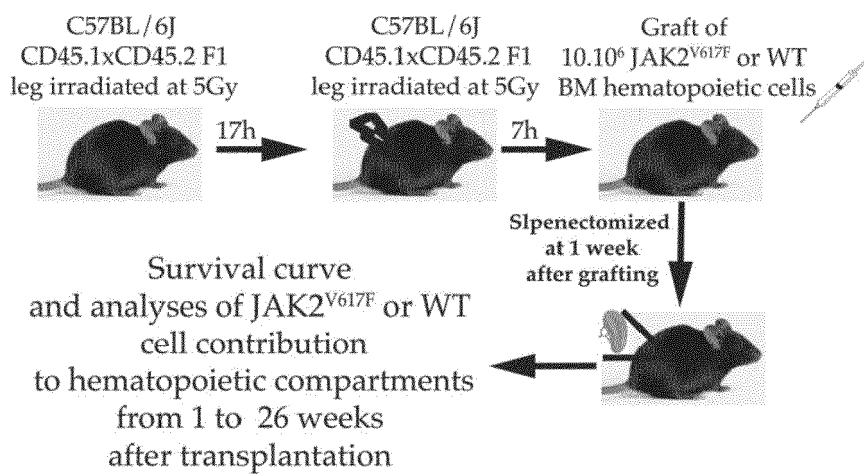 C57BL/6J
CD45.1xCD45.2 F1
leg irradiated at 5Gy
17h
C57BL/6J
CD45.1xCD45.2 F1
leg irradiated at 5Gy
7h
Graft of
10.10⁶ JAK2ⱽ⁶¹⁷ᶠ or WT
BM hematopoietic cells
Slpenectomized
at 1 week
after grafting
Survival curve
and analyses of JAK2ⱽ⁶¹⁷ᶠ or WT
cell contribution
to hematopoietic compartments
from 1 to 26 weeks
after transplantation